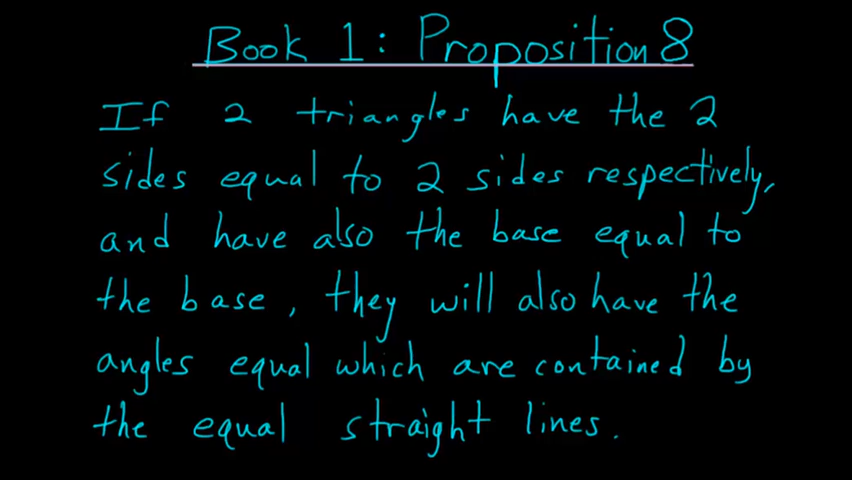 Book 1: Proposition 8
If 2 triangles have the 2
sides equal to 2 sides respectively,
and have also the base equal to
the base, they will also have the
angles equal which are contained by
the equal straight lines.